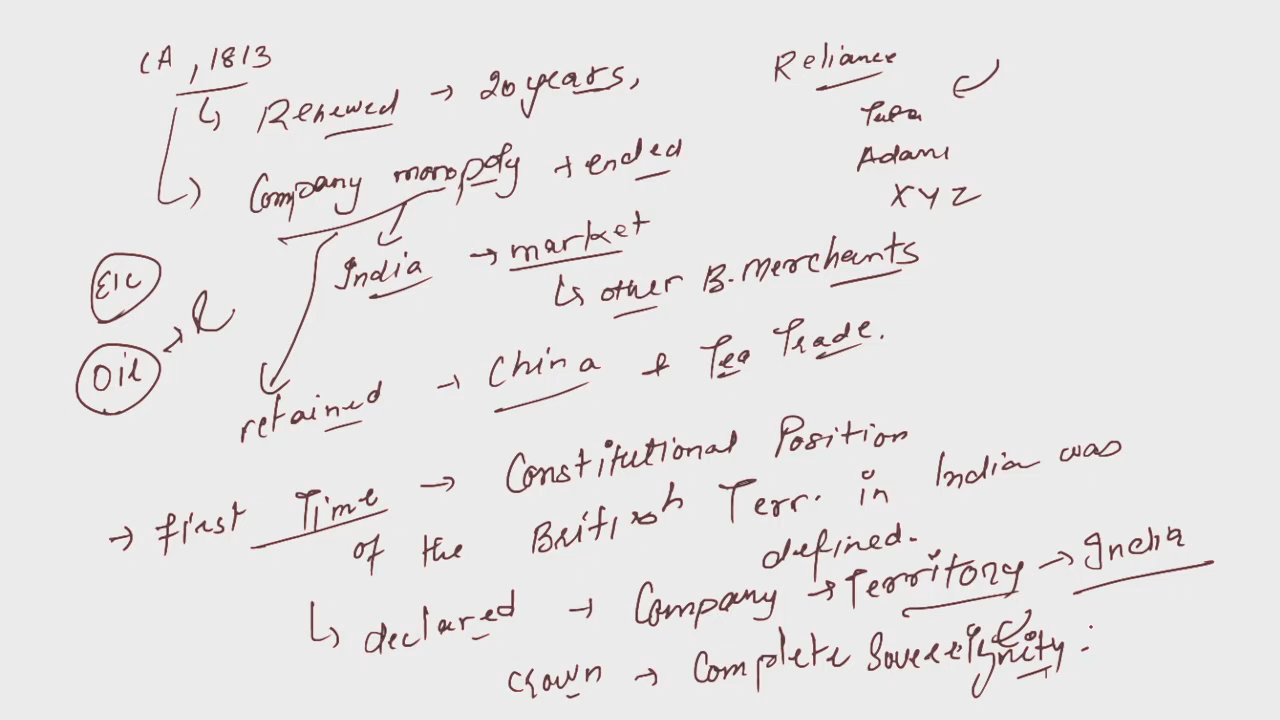 CA, 1813
↳ Renewed → 20 years,
↳ Company monopoly + ended
India → market
↳ other B. Merchants
retained → China & Tea Trade.
→ first Time → Constitutional Position
of the British Terr. in India was
defined.
↳ declared → Company → Territory → India
Crown → Complete Sovereignity.
Reliance
Tata
Adani
XYZ
EIC
Oil → R